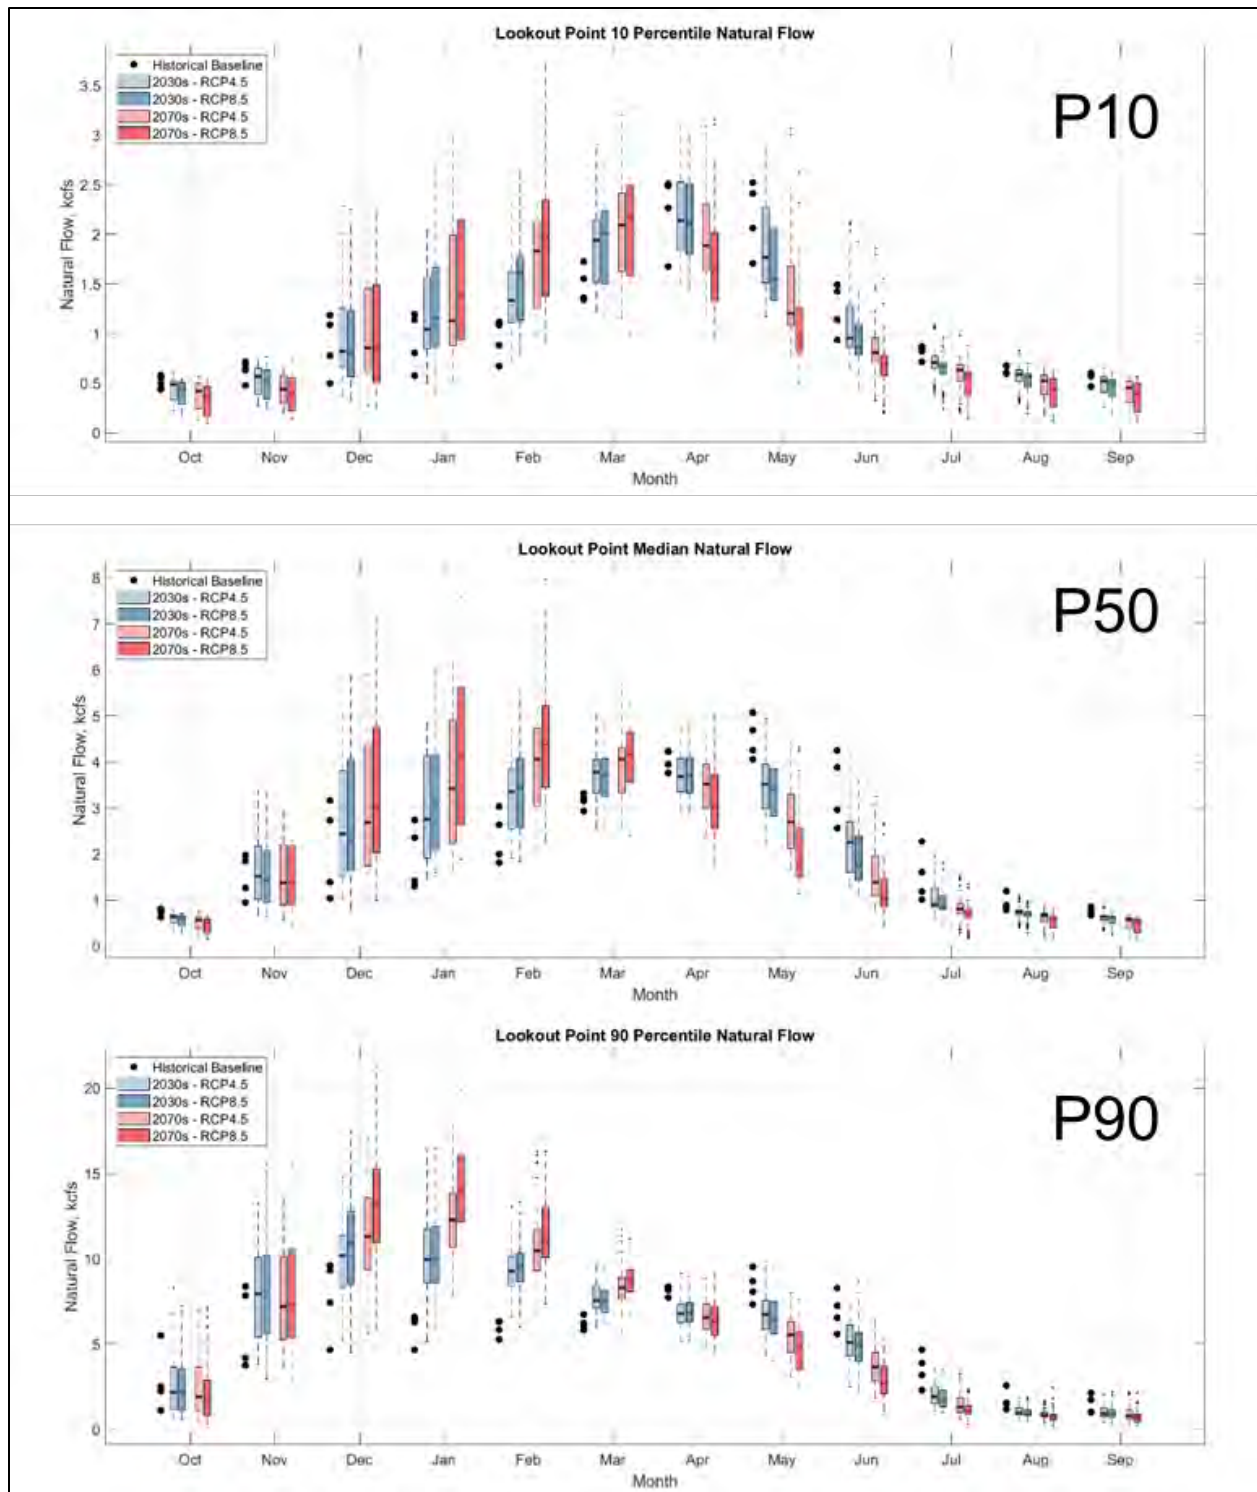 Lookout Point 10 Percentile Natural Flow
Historical Baseline
2030s - RCP4.5
2030s - RCP8.5
2070s - RCP4.5
2070s - RCP8.5
P10
3.5
3
2.5
2
1.5
1
0.5
0
Natural Flow, kcfs
Oct Nov Dec Jan Feb Mar Apr May Jun Jul Aug Sep
Month
Lookout Point Median Natural Flow
Historical Baseline
2030s - RCP4.5
2030s - RCP8.5
2070s - RCP4.5
2070s - RCP8.5
P50
8
7
6
5
4
3
2
1
0
Natural Flow, kcfs
Oct Nov Dec Jan Feb Mar Apr May Jun Jul Aug Sep
Month
Lookout Point 90 Percentile Natural Flow
Historical Baseline
2030s - RCP4.5
2030s - RCP8.5
2070s - RCP4.5
2070s - RCP8.5
P90
20
15
10
5
0
Natural Flow, kcfs
Oct Nov Dec Jan Feb Mar Apr May Jun Jul Aug Sep
Month